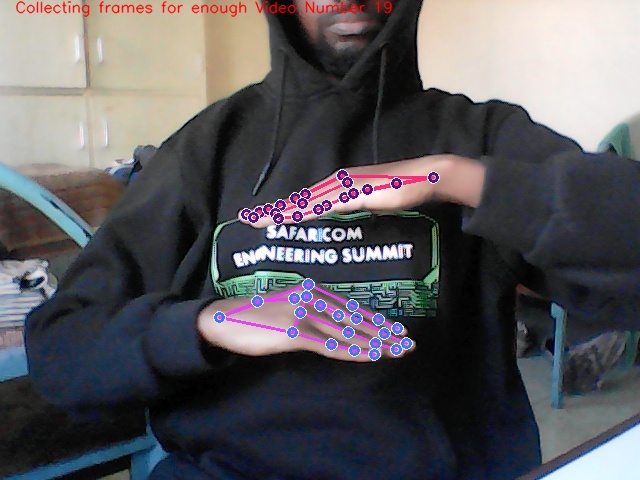 Collecting frames for enough Video Number 19
SAFARICOM
ENGINEERING SUMMIT